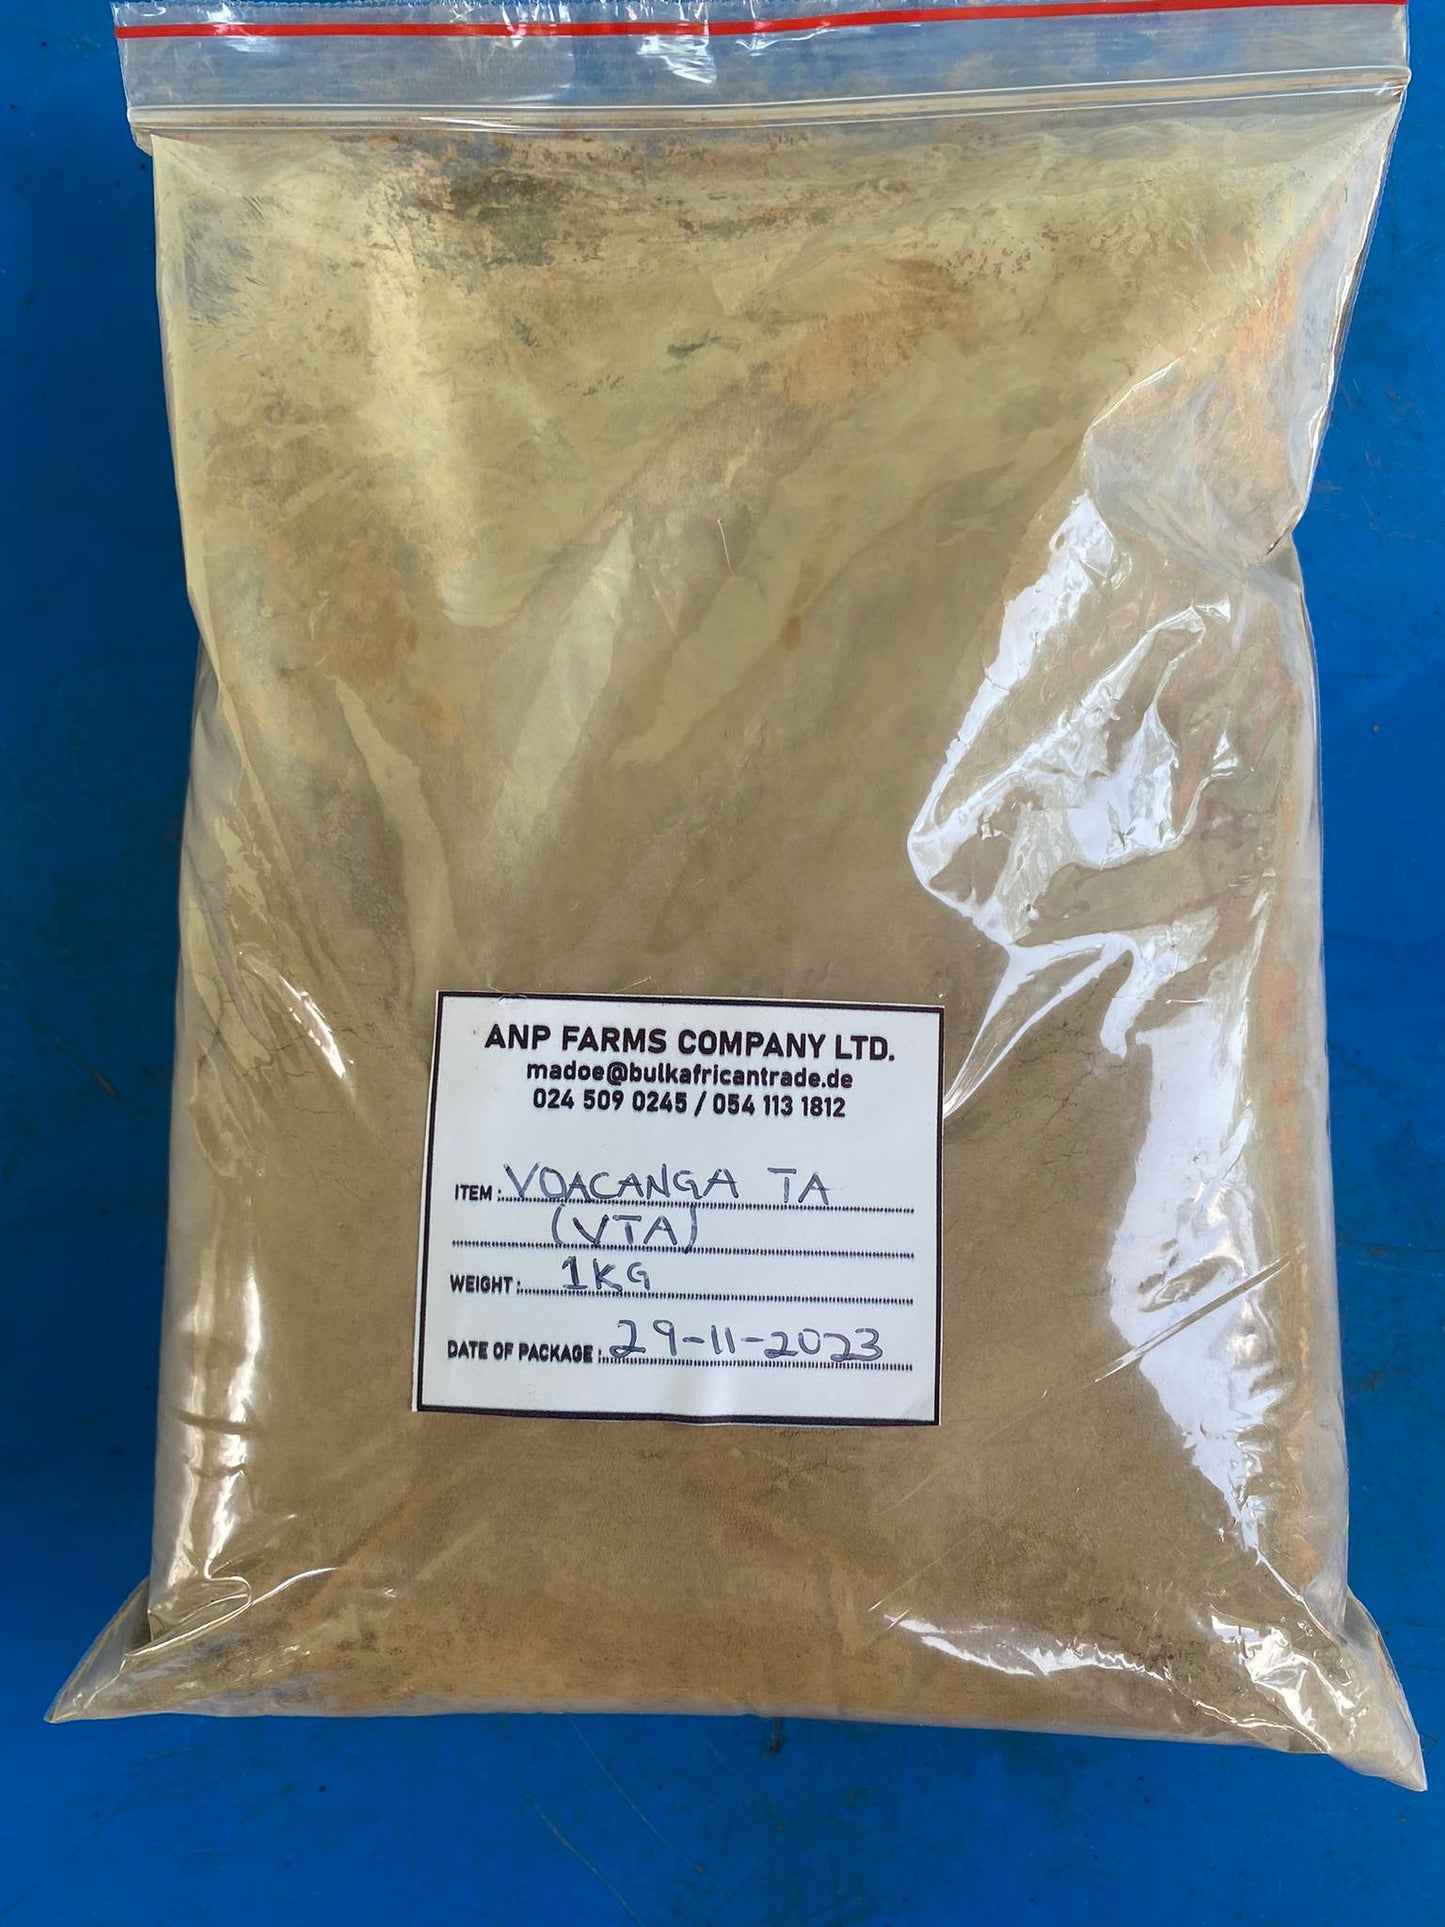 ANP FARMS COMPANY LTD.
madoe@bulkafricantrade.de
024 509 0245 / 054 113 1812
ITEM: VOACANGA TA
(VTA)
WEIGHT: 1KG
DATE OF PACKAGE: 29-11-2023